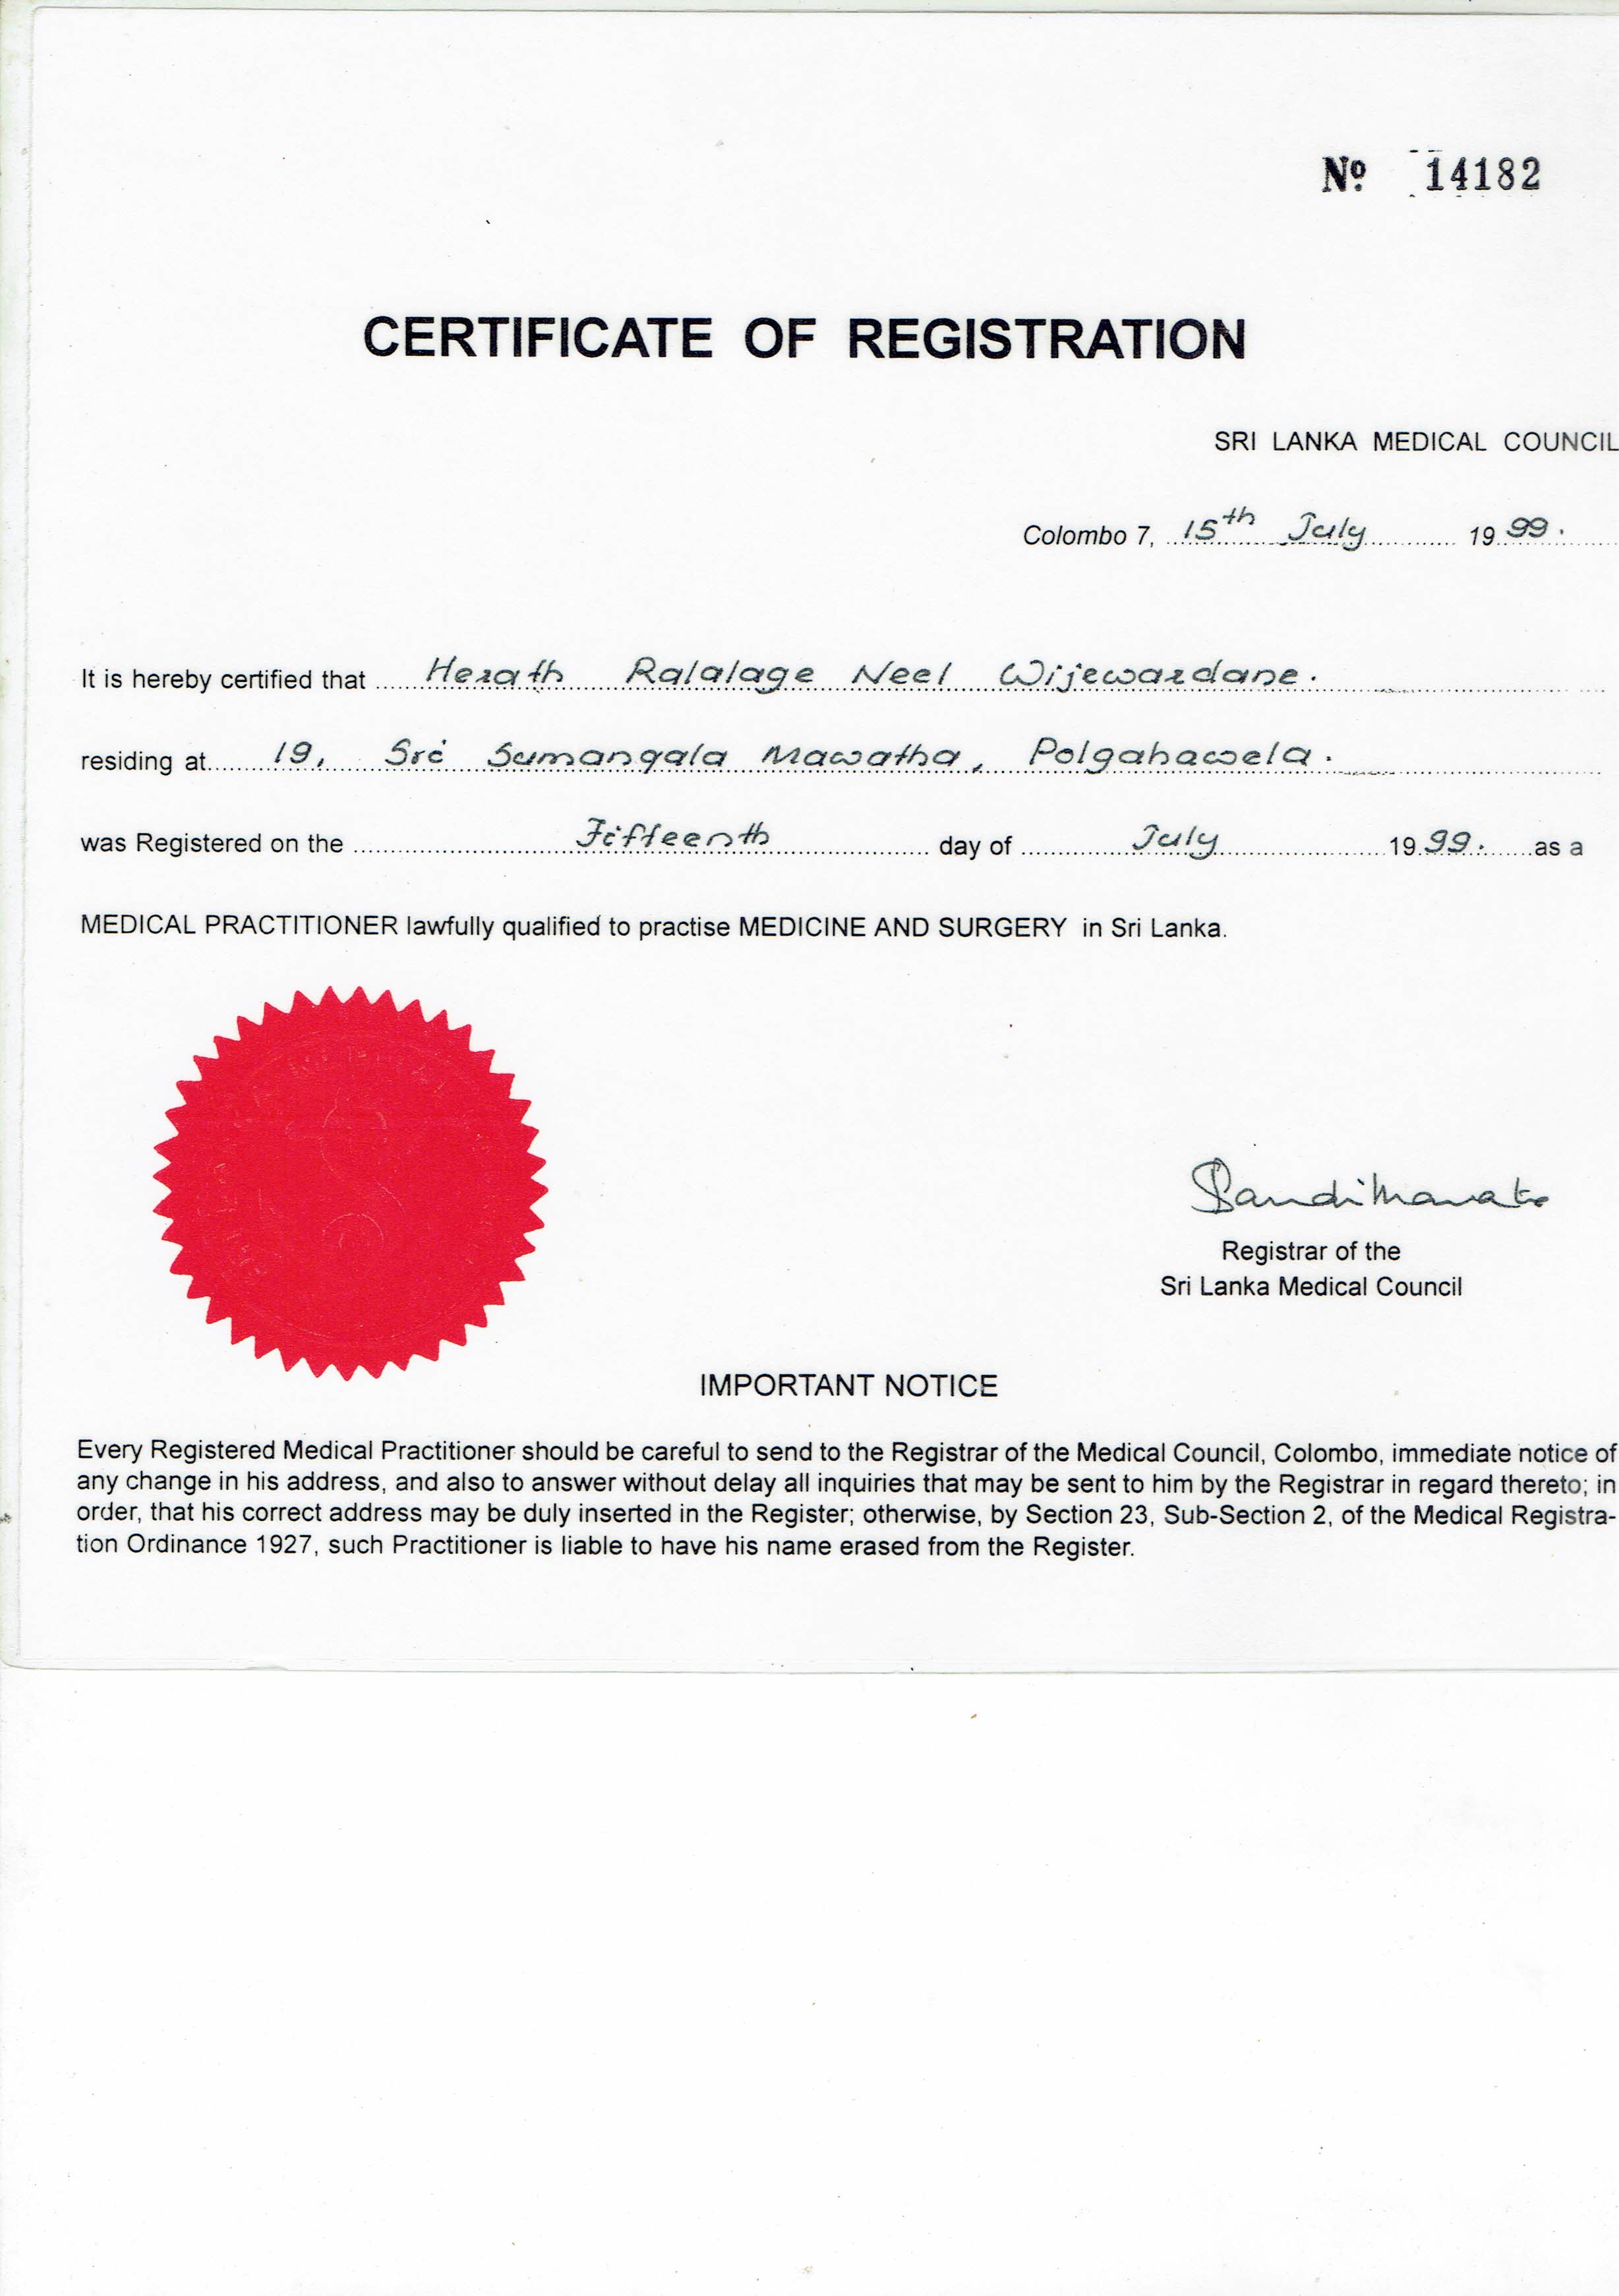 Nº 14182
CERTIFICATE OF REGISTRATION
SRI LANKA MEDICAL COUNCIL
Colombo 7, 15th July 1999.
It is hereby certified that Herath Ralalage Neel Wijewardane.
residing at 19, Sri Sumangala Mawatha, Polgahawela.
was Registered on the Fifteenth day of July 1999. as a
MEDICAL PRACTITIONER lawfully qualified to practise MEDICINE AND SURGERY in Sri Lanka.
Registrar of the
Sri Lanka Medical Council
IMPORTANT NOTICE
Every Registered Medical Practitioner should be careful to send to the Registrar of the Medical Council, Colombo, immediate notice of
any change in his address, and also to answer without delay all inquiries that may be sent to him by the Registrar in regard thereto; in
order, that his correct address may be duly inserted in the Register; otherwise, by Section 23, Sub-Section 2, of the Medical Registra-
tion Ordinance 1927, such Practitioner is liable to have his name erased from the Register.